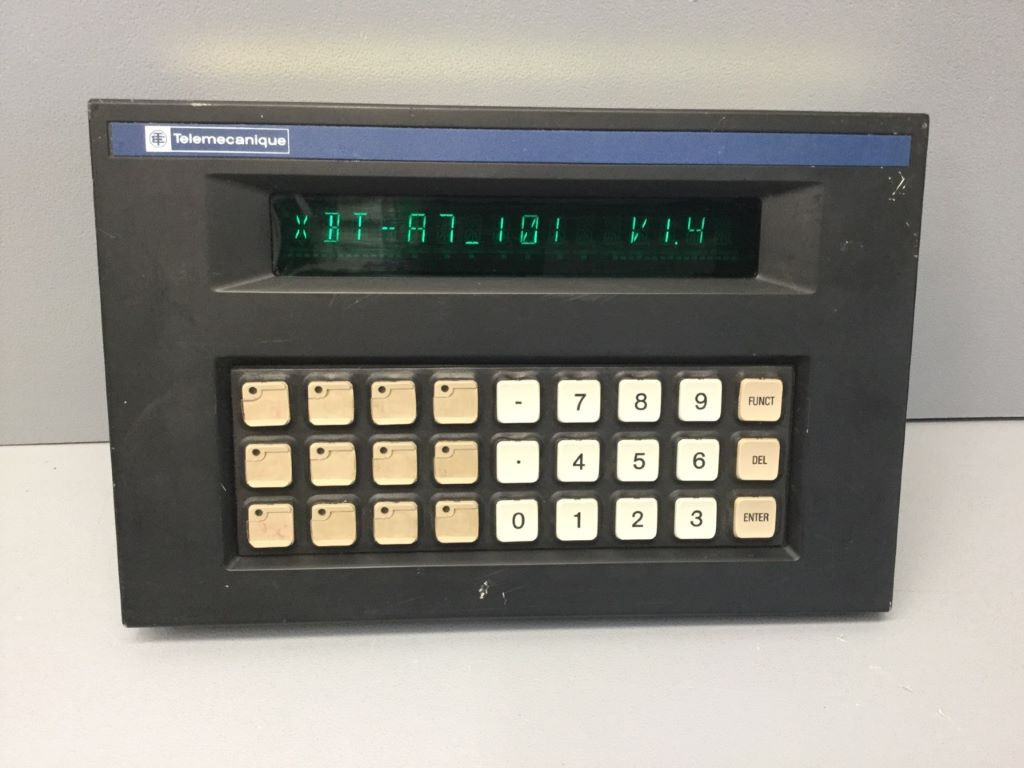 Telemecanique
XBT-A7_101 V1.4
- 7 8 9 FUNCT
. 4 5 6 DEL
0 1 2 3 ENTER